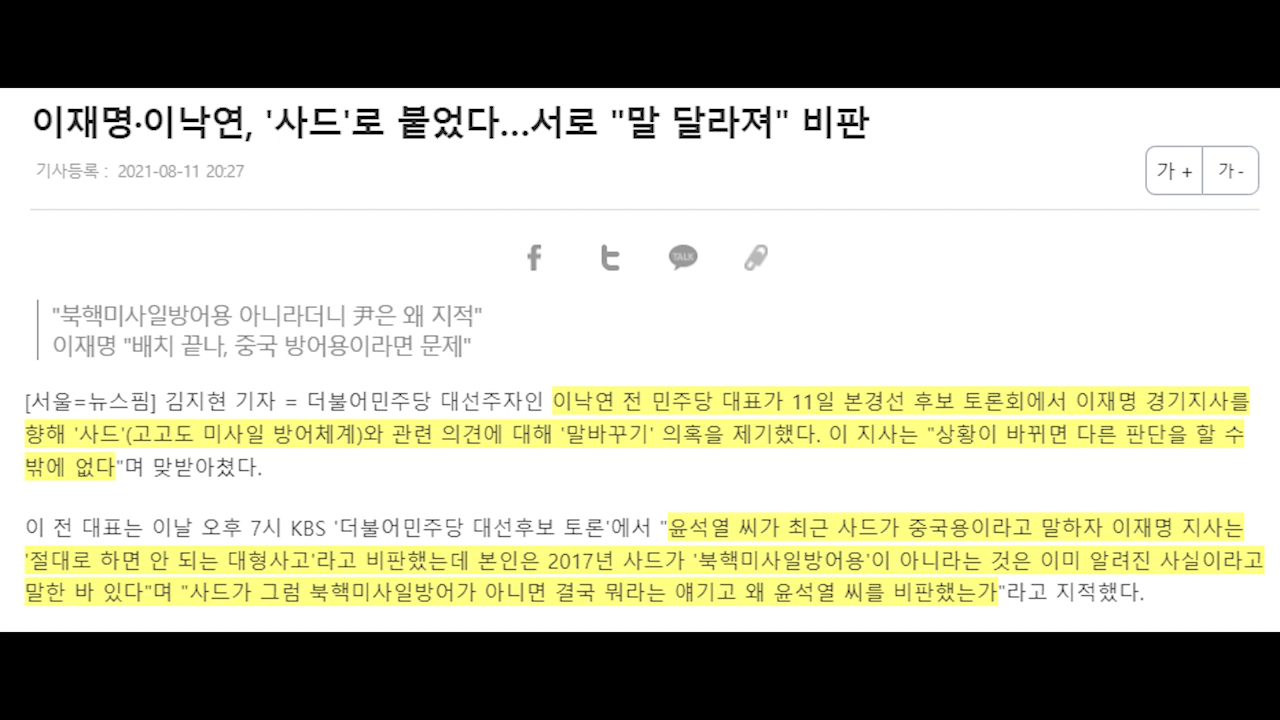 이재명·이낙연, '사드'로 붙었다...서로 "말 달라져" 비판
기사등록 : 2021-08-11 20:27
가 + 가 -
f t TALK
"북핵미사일방어용 아니라더니 尹은 왜 지적"
이재명 "배치 끝나, 중국 방어용이라면 문제"
[서울=뉴스핌] 김지현 기자 = 더불어민주당 대선주자인 이낙연 전 민주당 대표가 11일 본경선 후보 토론회에서 이재명 경기지사를
향해 '사드'(고고도 미사일 방어체계)와 관련 의견에 대해 '말바꾸기' 의혹을 제기했다. 이 지사는 "상황이 바뀌면 다른 판단을 할 수
밖에 없다"며 맞받아쳤다.
이 전 대표는 이날 오후 7시 KBS '더불어민주당 대선후보 토론'에서 "윤석열 씨가 최근 사드가 중국용이라고 말하자 이재명 지사는
'절대로 하면 안 되는 대형사고'라고 비판했는데 본인은 2017년 사드가 '북핵미사일방어용'이 아니라는 것은 이미 알려진 사실이라고
말한 바 있다"며 "사드가 그럼 북핵미사일방어가 아니면 결국 뭐라는 얘기고 왜 윤석열 씨를 비판했는가"라고 지적했다.